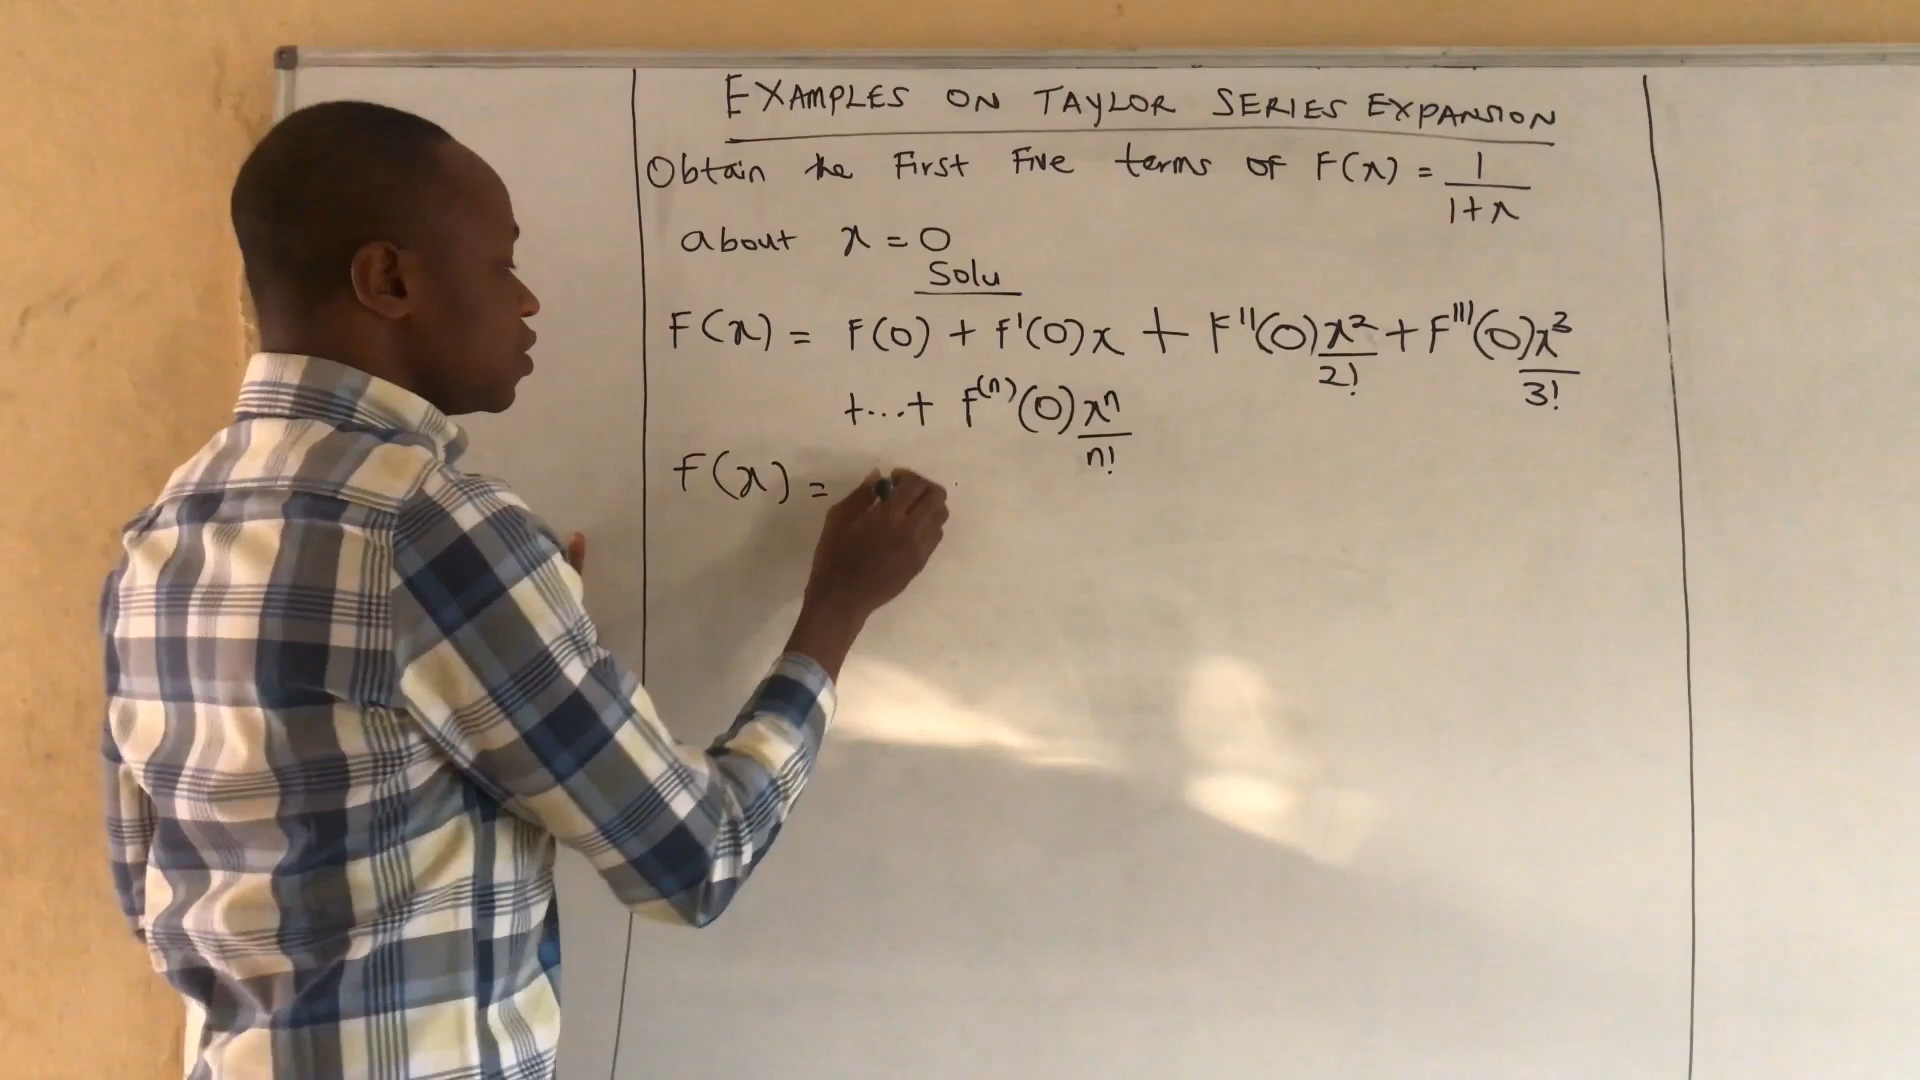 EXAMPLES ON TAYLOR SERIES EXPANSION
Obtain the First Five terms of F(x) = 1/(1+x)
about x = 0
Solu
F(x) = F(0) + F'(0)x + F''(0)x²/2! + F'''(0)x³/3!
+...+ F⁽ⁿ⁾(0)xⁿ/n!
F(x) =